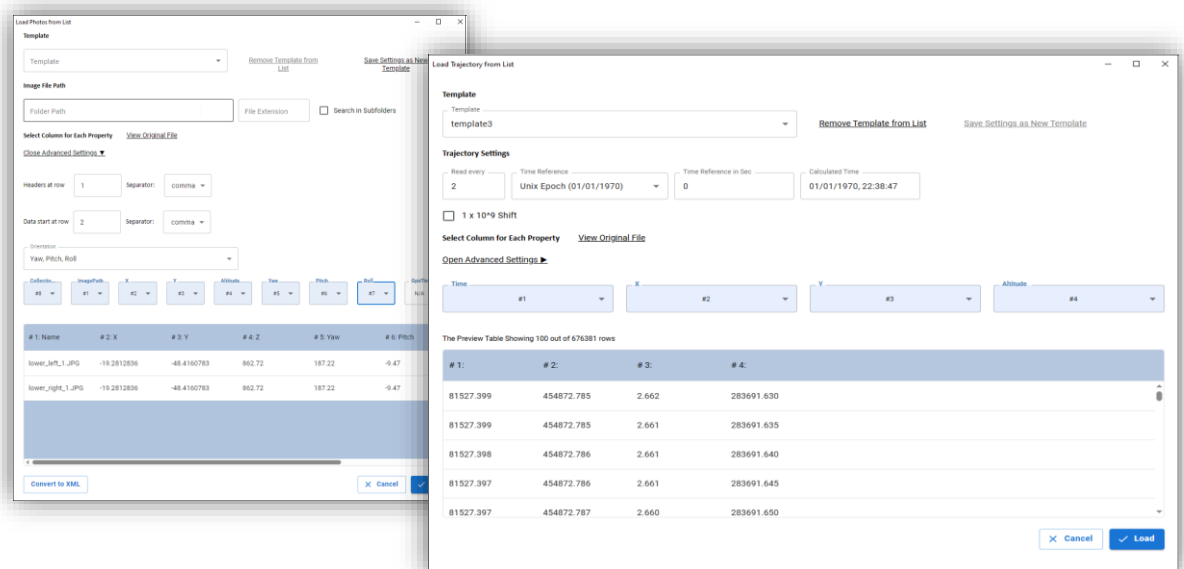 Load Photos from List
Template
Template
Remove Template from
List
Save Settings as New
Template
Image File Path
Folder Path
File Extension
Search in Subfolders
Select Column for Each Property View Original File
Close Advanced Settings ▼
Headers at row 1 Separator: comma
Data start at row 2 Separator: comma
Orientation
Yaw, Pitch, Roll
ImagePath X Y Altitude Yaw Pitch Roll
#8 #1 #2 #3 #4 #5 #6 #7 N/A
# 1: Name # 2: X # 3: Y # 4: Z # 5: Yaw # 6: Pitch
lower_left_1.JPG -19.2812836 -48.4160783 862.72 187.22 -9.47
lower_right_1.JPG -19.2812836 -48.4160783 862.72 187.22 -9.47
Convert to XML
Cancel
Load Trajectory from List
Template
Template
template3
Remove Template from List
Save Settings as New Template
Trajectory Settings
Read every Time Reference Time Reference in Sec Calculated Time
2 Unix Epoch (01/01/1970) 0 01/01/1970, 22:38:47
1 x 10^9 Shift
Select Column for Each Property View Original File
Open Advanced Settings ▶
Time X Y Altitude
#1 #2 #3 #4
The Preview Table Showing 100 out of 676381 rows
# 1: # 2: # 3: # 4:
81527.399 454872.785 2.662 283691.630
81527.399 454872.785 2.661 283691.635
81527.398 454872.786 2.661 283691.640
81527.397 454872.786 2.661 283691.645
81527.397 454872.787 2.660 283691.650
Cancel Load